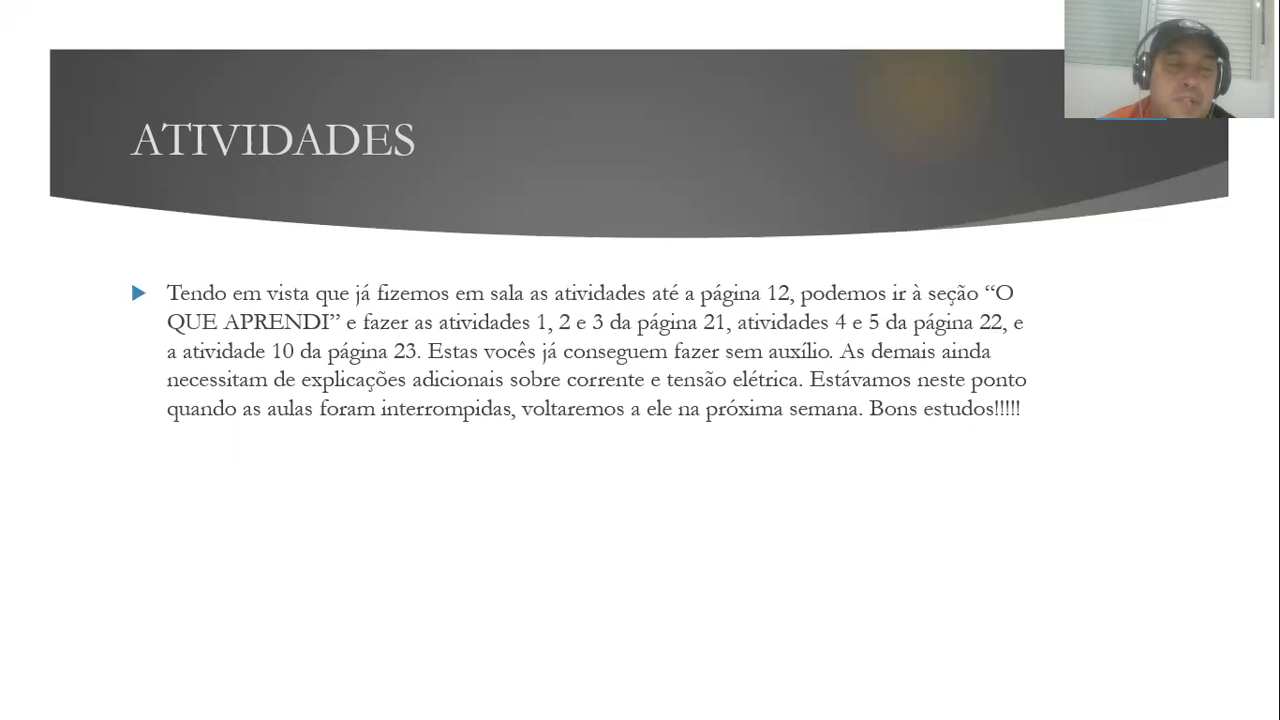 ATIVIDADES
Tendo em vista que já fizemos em sala as atividades até a página 12, podemos ir à seção “O
QUE APRENDI” e fazer as atividades 1, 2 e 3 da página 21, atividades 4 e 5 da página 22, e
a atividade 10 da página 23. Estas vocês já conseguem fazer sem auxílio. As demais ainda
necessitam de explicações adicionais sobre corrente e tensão elétrica. Estávamos neste ponto
quando as aulas foram interrompidas, voltaremos a ele na próxima semana. Bons estudos!!!!!